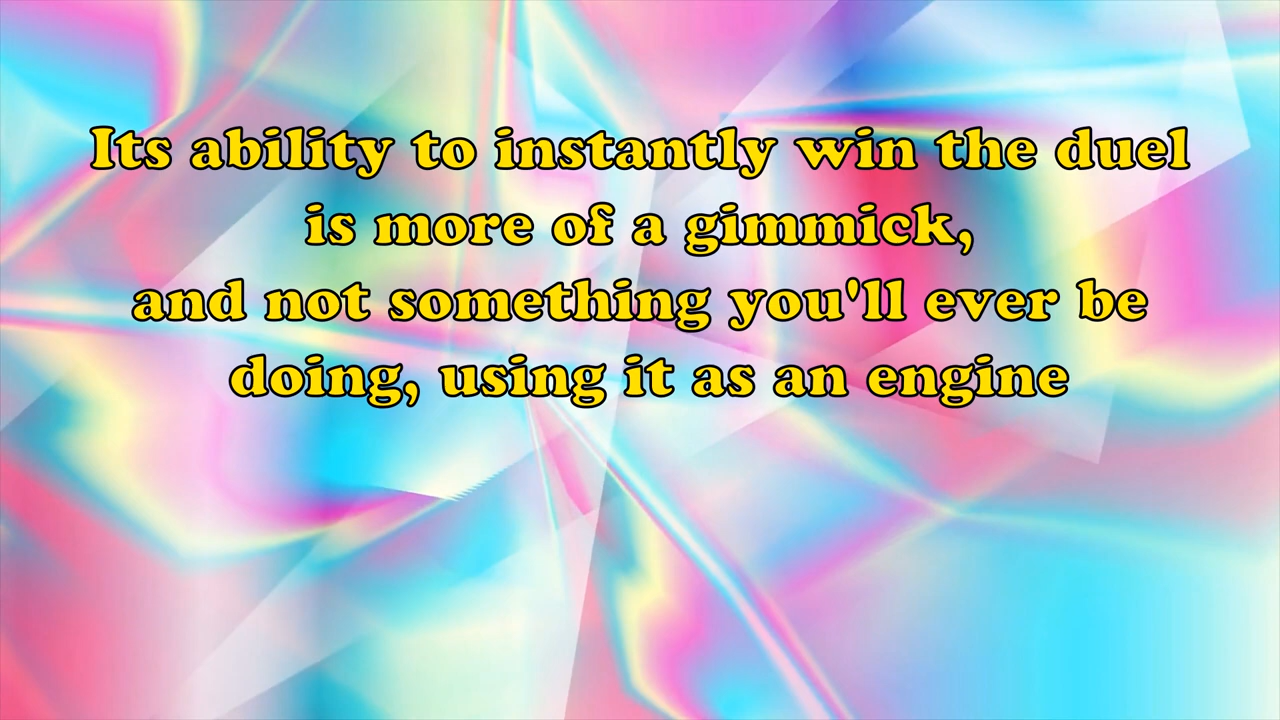 Its ability to instantly win the duel
is more of a gimmick,
and not something you'll ever be
doing, using it as an engine